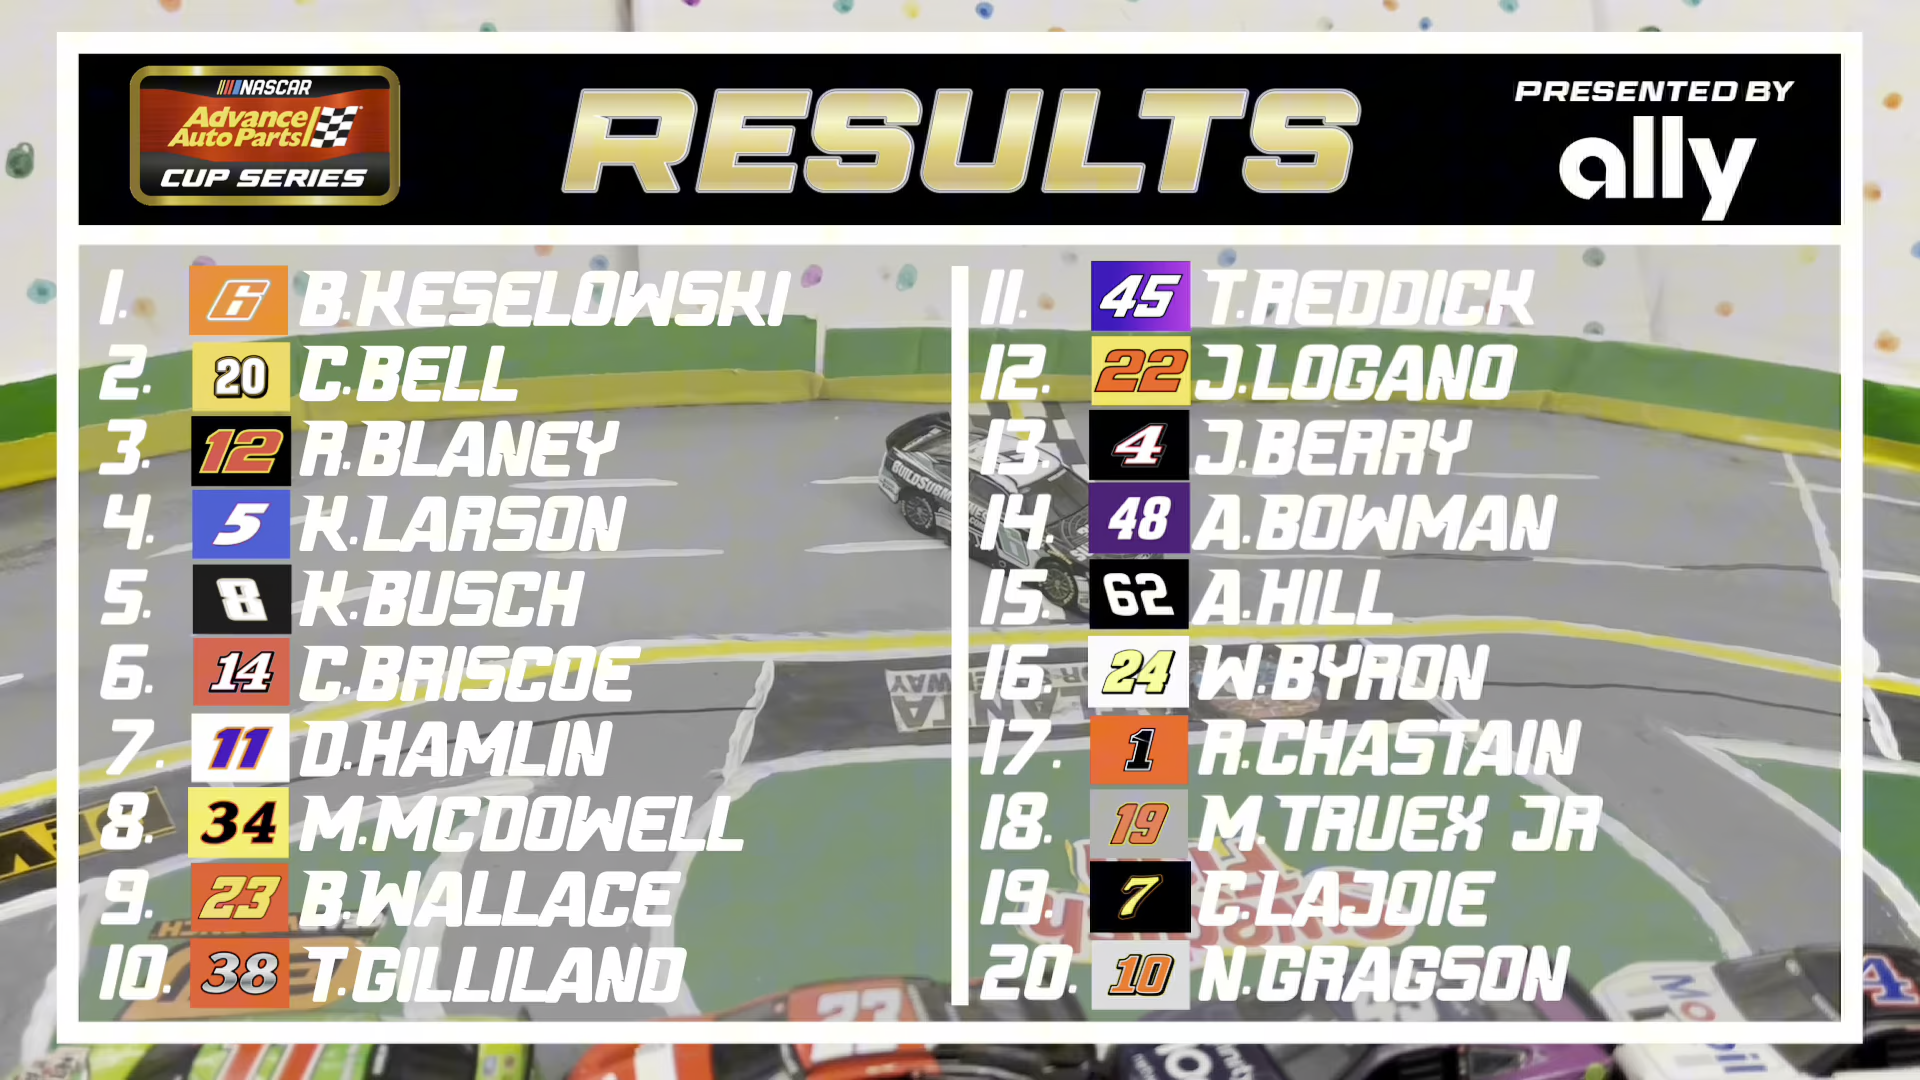 NASCAR
Advance
Auto Parts
CUP SERIES
RESULTS
PRESENTED BY
ally
1. 6 B.KESELOWSKI
2. 20 C.BELL
3. 12 R.BLANEY
4. 5 K.LARSON
5. 8 K.BUSCH
6. 14 C.BRISCOE
7. 11 D.HAMLIN
8. 34 M.MCDOWELL
9. 23 B.WALLACE
10. 38 T.GILLILAND
11. 45 T.REDDICK
12. 22 J.LOGANO
13. 4 J.BERRY
14. 48 A.BOWMAN
15. 62 A.HILL
16. 24 W.BYRON
17. 1 R.CHASTAIN
18. 19 M.TRUEX JR
19. 7 C.LAJOIE
20. 10 N.GRAGSON
23
Mobil